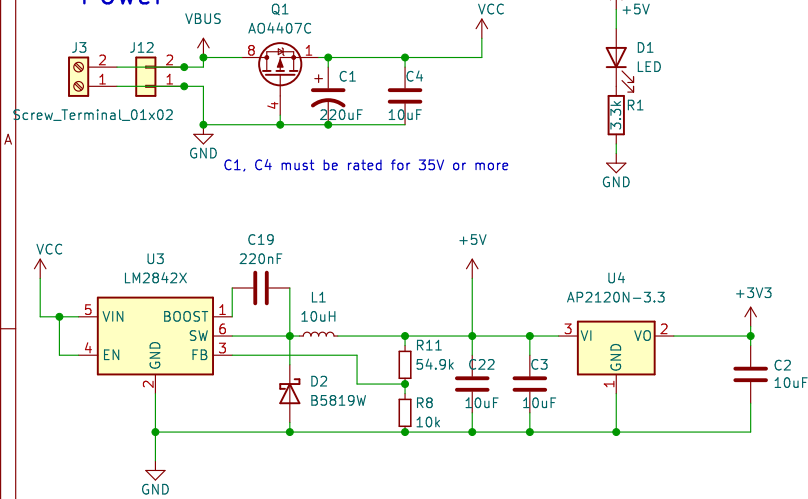 Power
VBUS
Q1
AO4407C
VCC
+5V
J3
J12
8
1
2
2
1
1
4
+
C1
220uF
C4
10uF
D1
LED
R1
3.3k
Screw_Terminal_01x02
A
GND
GND
C1, C4 must be rated for 35V or more
VCC
U3
LM2842X
C19
220nF
+5V
U4
AP2120N-3.3
+3V3
L1
10uH
5
VIN
BOOST
1
SW
6
4
EN
FB
3
GND
2
R11
54.9k
C22
10uF
C3
10uF
3
VI
VO
2
GND
1
C2
10uF
D2
B5819W
R8
10k
GND